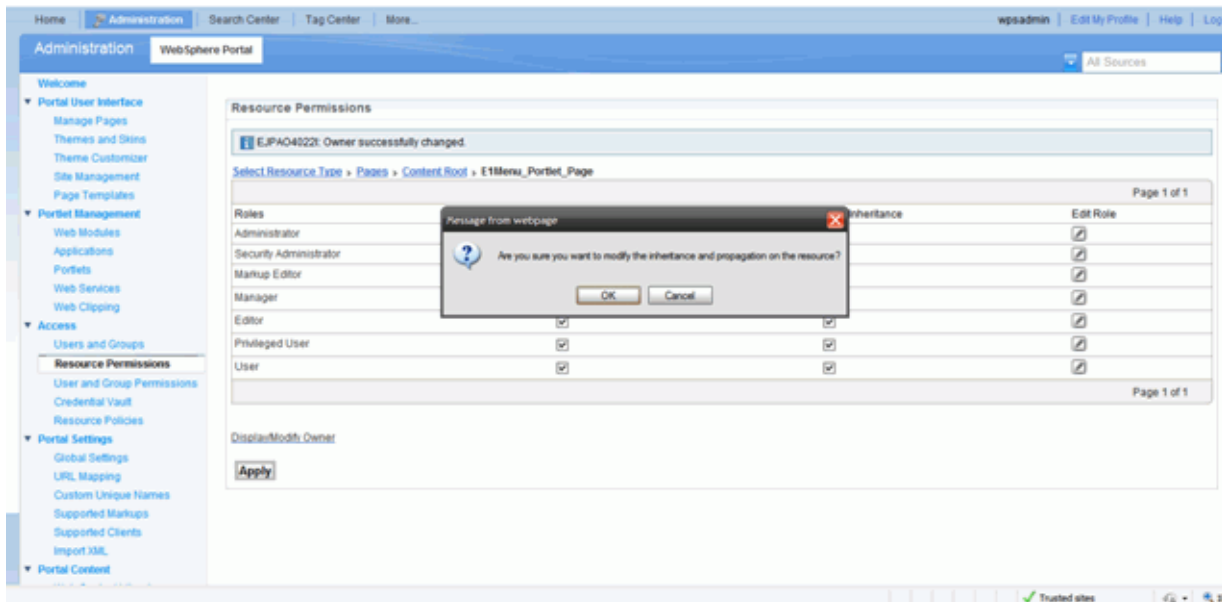 Home Administration Search Center Tag Center More... wpsadmin Edit My Profile Help Log
Administration WebSphere Portal
All Sources
Welcome
Portal User Interface
Manage Pages
Themes and Skins
Theme Customizer
Site Management
Page Templates
Portlet Management
Web Modules
Applications
Portlets
Web Services
Web Clipping
Access
Users and Groups
Resource Permissions
User and Group Permissions
Credential Vault
Resource Policies
Portal Settings
Global Settings
URL Mapping
Custom Unique Names
Supported Markups
Supported Clients
Import XML
Portal Content
Resource Permissions
EJPAO4022I: Owner successfully changed.
Select Resource Type Pages Content Root E1Menu_Portlet_Page
Page 1 of 1
Roles Inheritance Edit Role
Administrator
Security Administrator
Markup Editor
Manager
Editor
Privileged User
User
Page 1 of 1
Display/Modify Owner
Apply
Message from webpage
Are you sure you want to modify the inheritance and propagation on the resource?
OK Cancel
Trusted sites